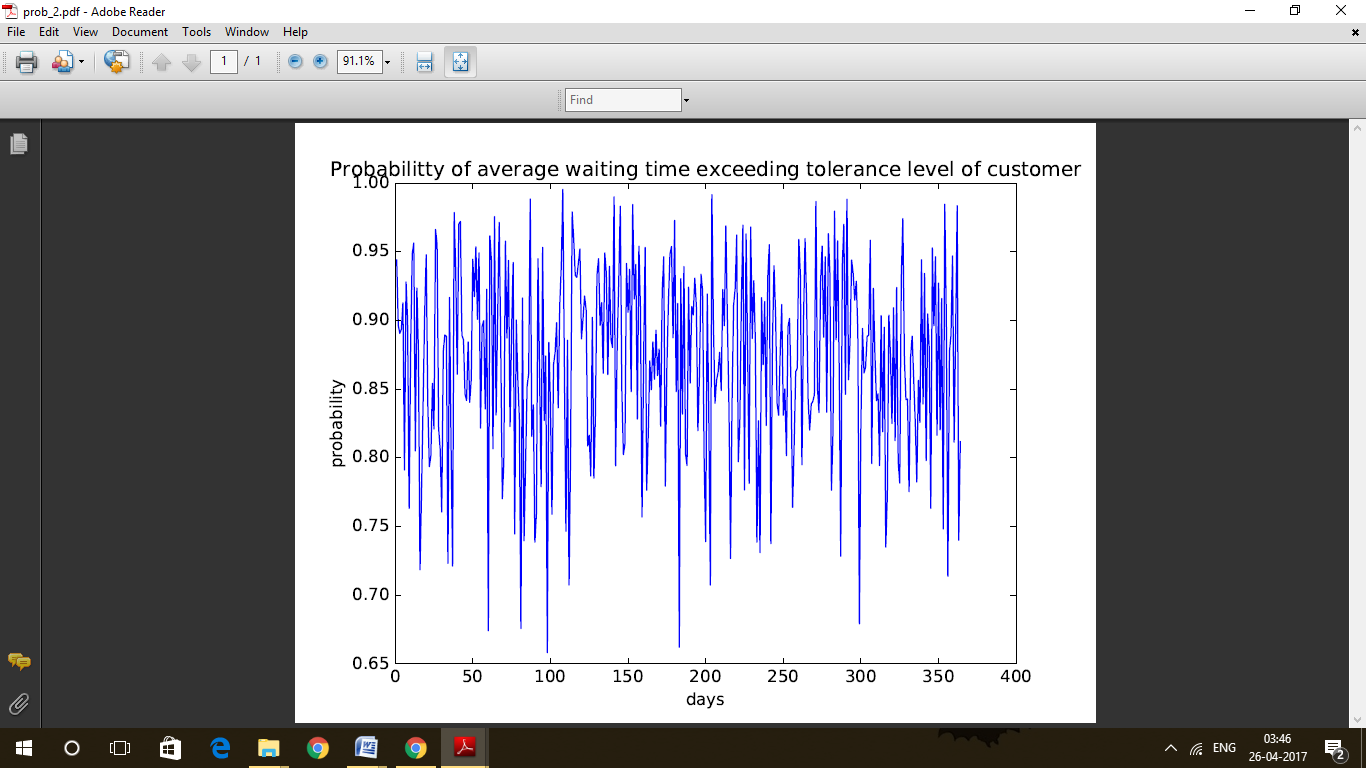 prob_2.pdf - Adobe Reader
File Edit View Document Tools Window Help
1 / 1 91.1%
Find
Probabilitty of average waiting time exceeding tolerance level of customer
1.00
0.95
0.90
0.85
0.80
0.75
0.70
0.65
probability
0 50 100 150 200 250 300 350 400
days
03:46
ENG
26-04-2017
2